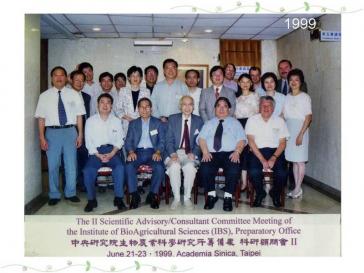 1999
The II Scientific Advisory/Consultant Committee Meeting of
the Institute of BioAgricultural Sciences (IBS), Preparatory Office
中央研究院生物農業科學研究所籌備處 科研顧問會 II
June 21-23，1999. Academia Sinica, Taipei